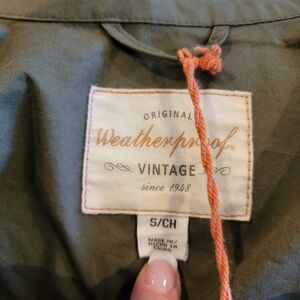 ORIGINAL
Weatherproof
VINTAGE
since 1948
S/CH
MADE IN/
HECHO EN
CHINA